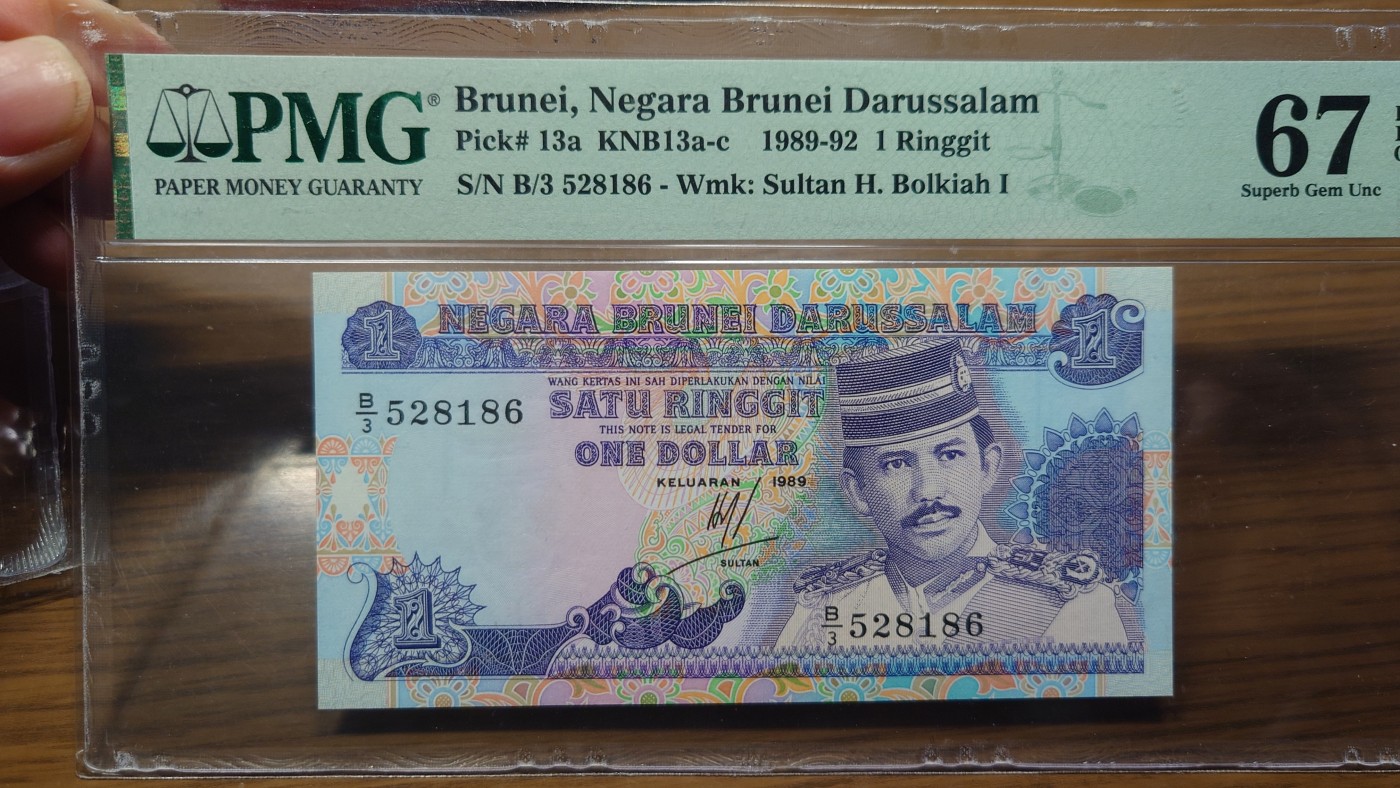 PMG®
PAPER MONEY GUARANTY
Brunei, Negara Brunei Darussalam
Pick# 13a KNB13a-c 1989-92 1 Ringgit
S/N B/3 528186 - Wmk: Sultan H. Bolkiah I
67
Superb Gem Unc
1 NEGARA BRUNEI DARUSSALAM 1
WANG KERTAS INI SAH DIPERLAKUKAN DENGAN NILAI
B/3 528186
SATU RINGGIT
THIS NOTE IS LEGAL TENDER FOR
ONE DOLLAR
KELUARAN 1989
SULTAN
1
B/3 528186